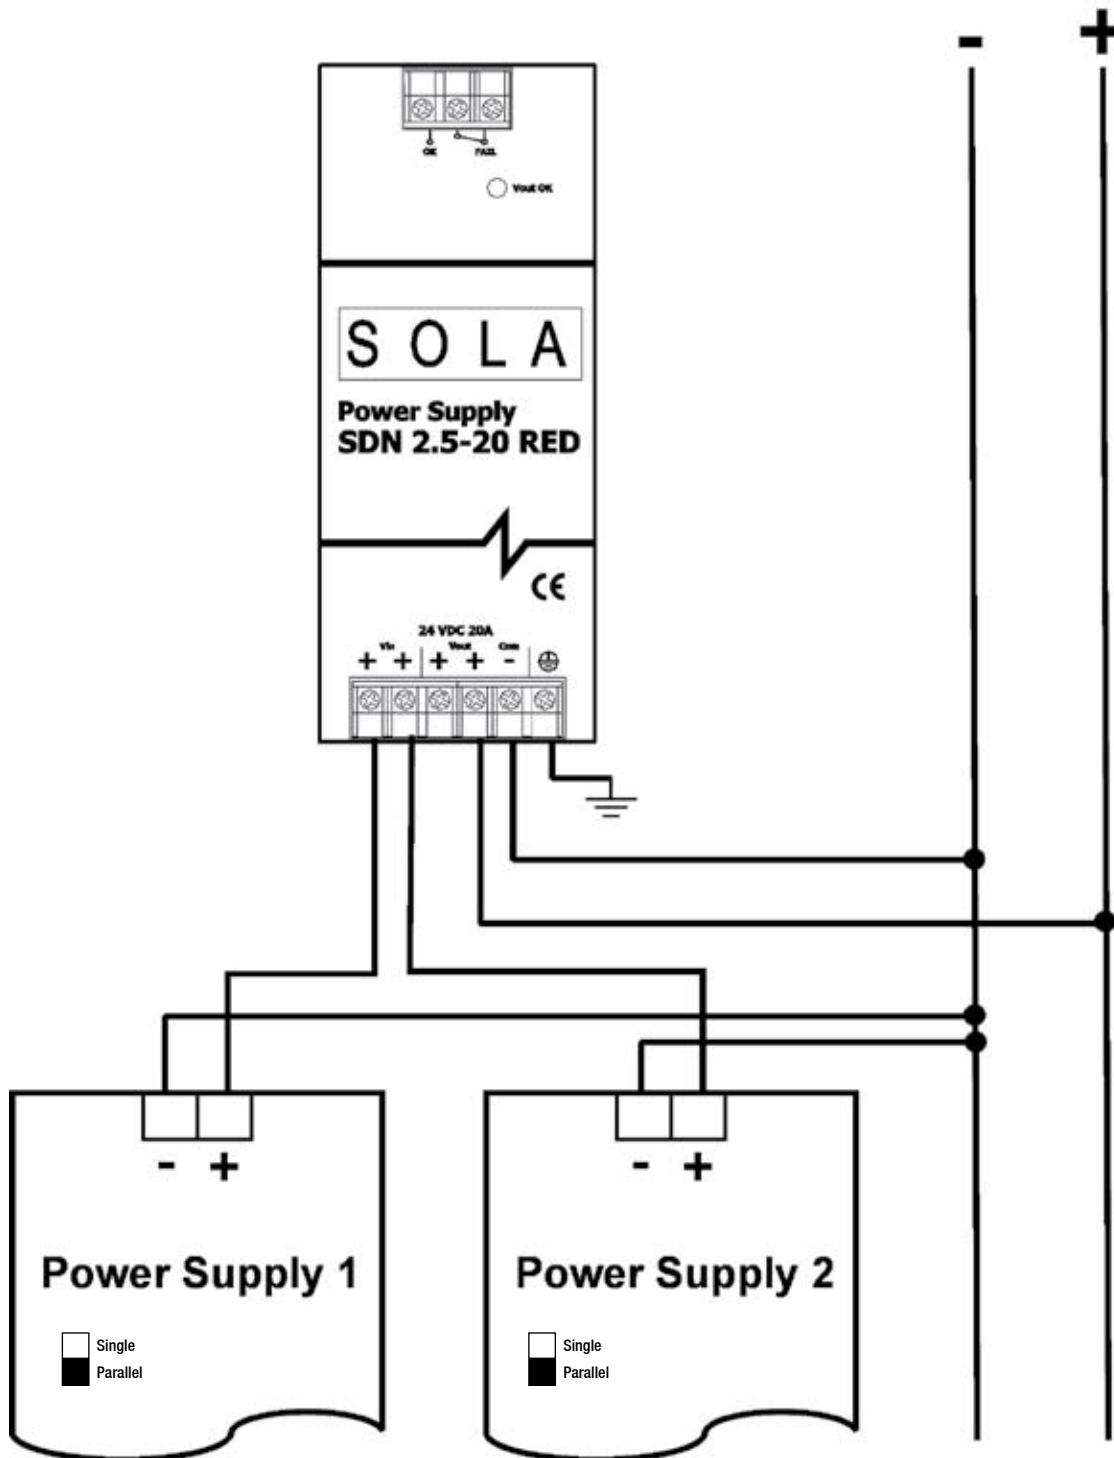 - +
OK FAIL
Vout OK
SOLA
Power Supply
SDN 2.5-20 RED
CE
24 VDC 20A
Vin Vout Com
+ + + + -
- +
Power Supply 1
Single
Parallel
- +
Power Supply 2
Single
Parallel